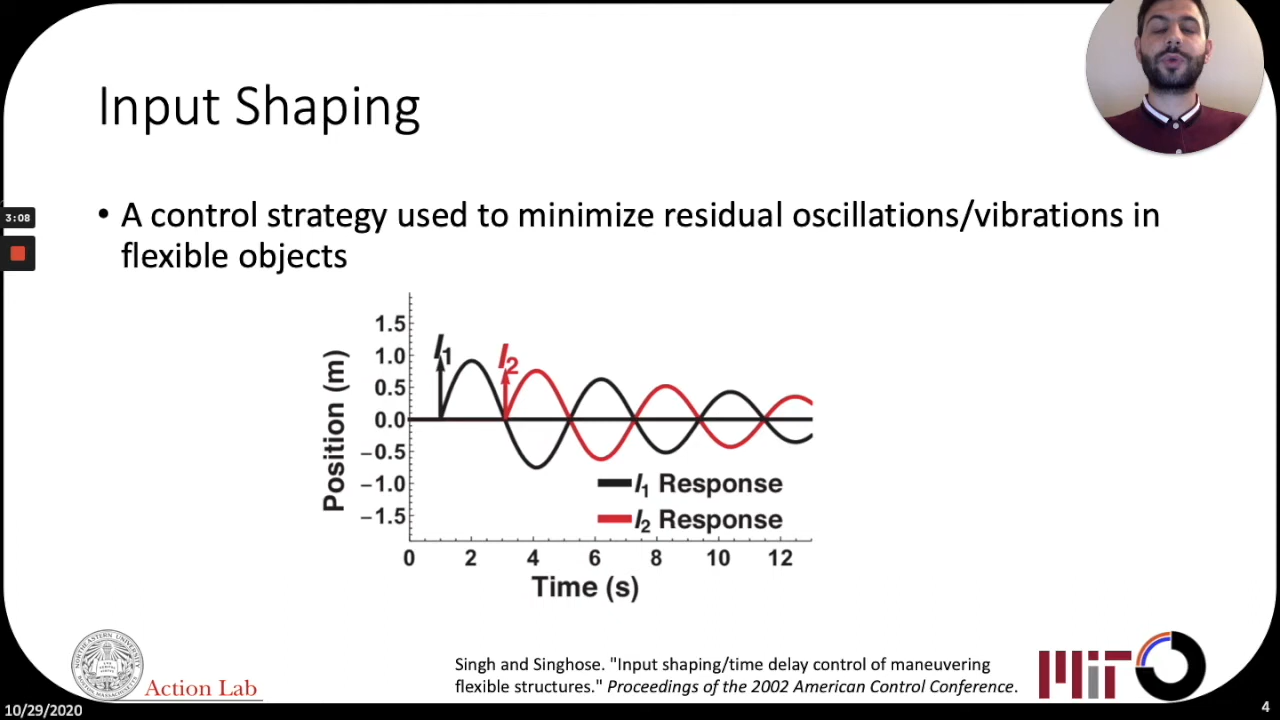 Input Shaping
3:08
• A control strategy used to minimize residual oscillations/vibrations in
flexible objects
1.5
1.0
0.5
0.0
−0.5
−1.0
−1.5
Position (m)
I1
I2
I1 Response
I2 Response
0 2 4 6 8 10 12
Time (s)
Singh and Singhose. "Input shaping/time delay control of maneuvering
flexible structures." Proceedings of the 2002 American Control Conference.
Action Lab
MIT
10/29/2020
4